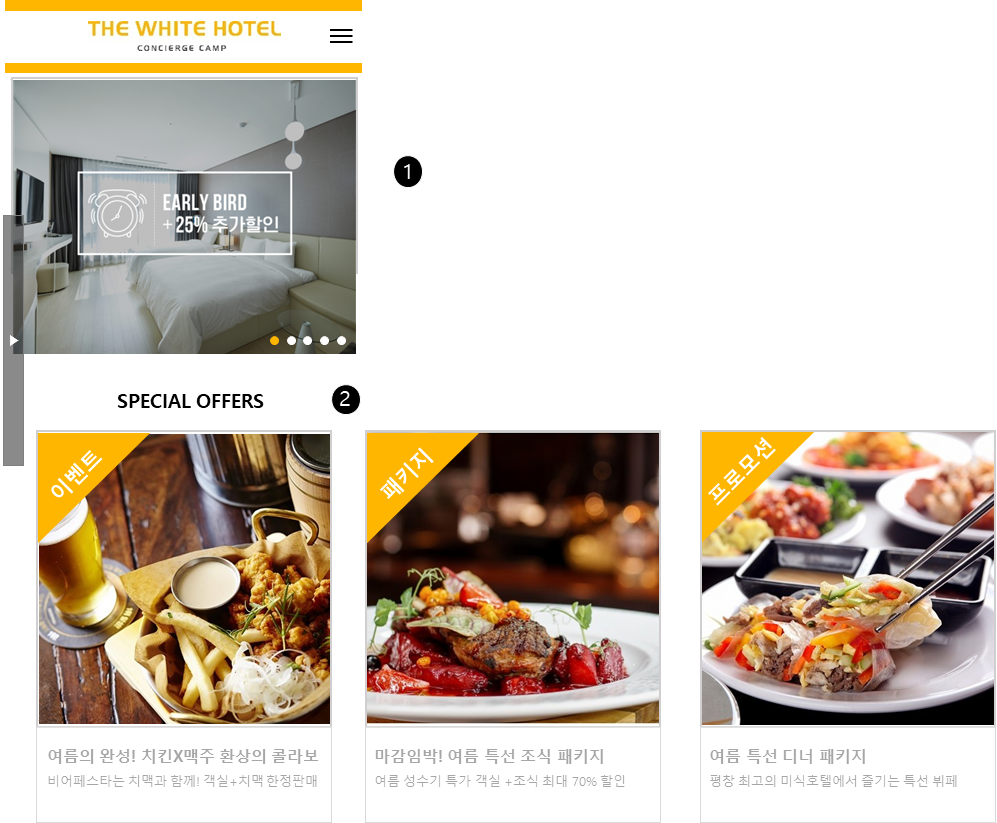 THE WHITE HOTEL
CONCIERGE CAMP
1
EARLY BIRD
+25% 추가할인
SPECIAL OFFERS
2
이벤트
패키지
프로모션
여름의 완성! 치킨X맥주 환상의 콜라보
비어페스타는 치맥과 함께! 객실+치맥 한정판매
마감임박! 여름 특선 조식 패키지
여름 성수기 특가 객실 +조식 최대 70% 할인
여름 특선 디너 패키지
평창 최고의 미식호텔에서 즐기는 특선 뷔페